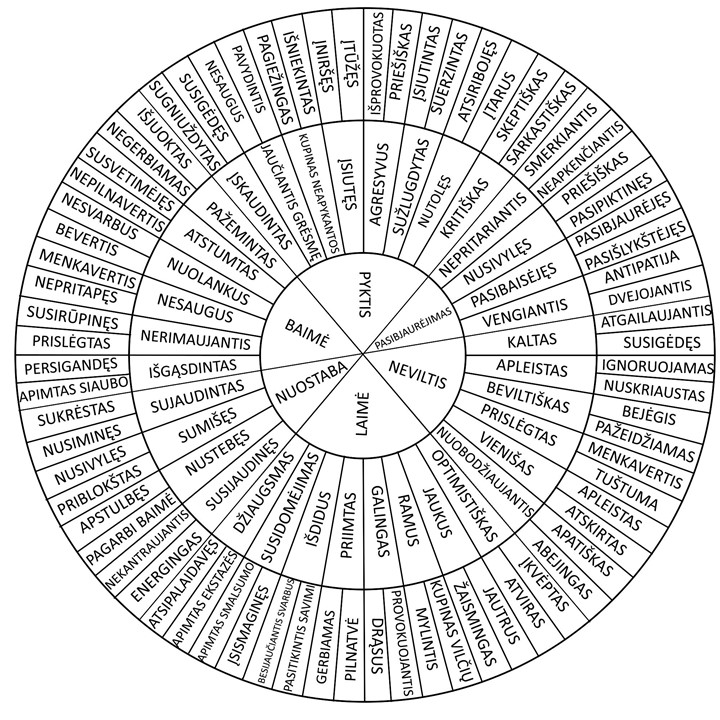 PYKTIS
PASIBJAURĖJIMAS
NEVILTIS
LAIMĖ
NUOSTABA
BAIMĖ
AGRESYVUS
SUŽLUGDYTAS
NUTOLĘS
KRITIŠKAS
NEPRITARIANTIS
NUSIVYLĘS
PASIBAISĖJĘS
VENGIANTIS
KALTAS
APLEISTAS
BEVILTIŠKAS
PRISLĖGTAS
VIENIŠAS
NUOBODŽIAUJANTIS
OPTIMISTIŠKAS
JAUKUS
RAMUS
GALINGAS
PRIIMTAS
IŠDIDUS
SUSIDOMĖJIMAS
DŽIAUGSMAS
SUSIJAUDINĘS
NUSTEBĘS
SUMIŠĘS
SUJAUDINTAS
IŠGĄSDINTAS
NERIMAUJANTIS
NESAUGUS
NUOLANKUS
ATSTUMTAS
PAŽEMINTAS
ĮSKAUDINTAS
JAUČIANTIS GRĖSMĘ
KUPINAS NEAPYKANTOS
ĮSIUTĘS
IŠPROVOKUOTAS
PRIEŠIŠKAS
ĮSIUTINTAS
SUERZINTAS
ATSIRIBOJĘS
ĮTARUS
SKEPTIŠKAS
SARKASTIŠKAS
SMERKIANTIS
NEAPKENČIANTIS
PRIEŠIŠKAS
PASIPIKTINĘS
PASIBJAURĖJĘS
PASIŠLYKŠTĖJĘS
ANTIPATIJA
DVEJOJANTIS
ATGAILAUJANTIS
SUSIGĖDĘS
IGNORUOJAMAS
NUSKRIAUSTAS
BEJĖGIS
PAŽEIDŽIAMAS
MENKAVERTIS
TUŠTUMA
APLEISTAS
ATSKIRTAS
APATIŠKAS
ABEJINGAS
ĮKVĖPTAS
ATVIRAS
JAUTRUS
ŽAISMINGAS
KUPINAS VILČIŲ
MYLINTIS
PROVOKUOJANTIS
DRĄSUS
PILNATVĖ
GERBIAMAS
PASITIKINTIS SAVIMI
BESIJAUČIANTIS SVARBUS
ĮSISMAGINĘS
APIMTAS SMALSUMO
APIMTAS EKSTAZĖS
ATSIPALAIDAVĘS
ENERGINGAS
NEKANTRAUJANTIS
PAGARBI BAIMĖ
APSTULBĘS
PRIBLOKŠTAS
NUSIVYLĘS
NUSIMINĘS
SUKRĖSTAS
APIMTAS SIAUBO
PERSIGANDĘS
PRISLĖGTAS
SUSIRŪPINĘS
NEPRITAPĘS
MENKAVERTIS
BEVERTIS
NESVARBUS
NEPILNAVERTIS
SUSVETIMĖJĘS
NEGERBIAMAS
IŠJUOKTAS
SUGNIUŽDYTAS
SUSIGĖDĘS
NESAUGUS
PAVYDINTIS
PAGIEŽINGAS
IŠNIEKINTAS
ĮNIRŠĘS
ĮTŪŽĘS